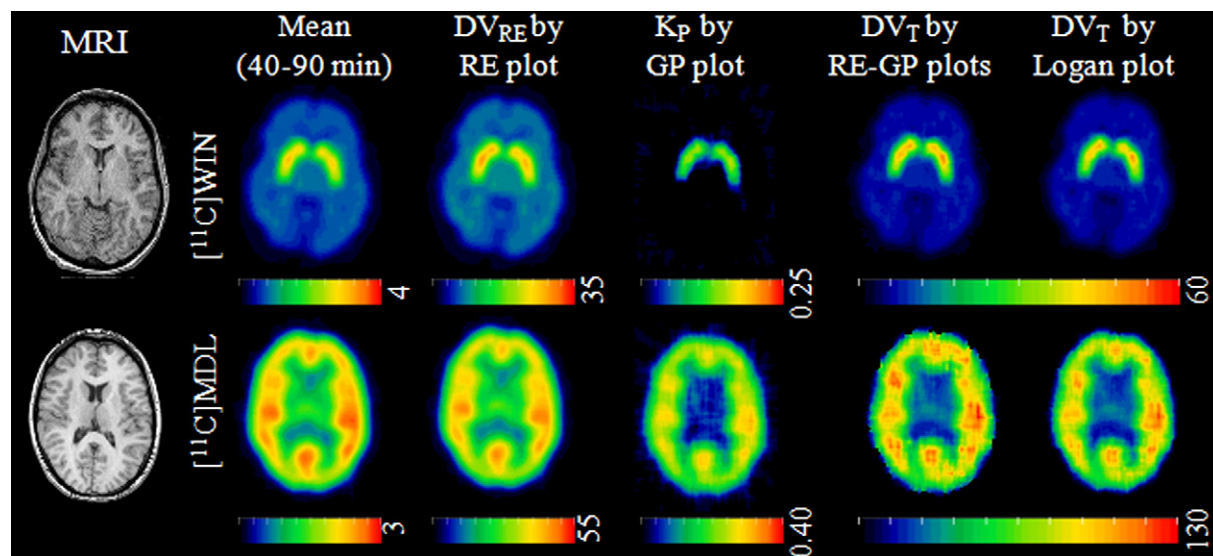 MRI
Mean
(40-90 min)
DV_RE by
RE plot
K_P by
GP plot
DV_T by
RE-GP plots
DV_T by
Logan plot
[¹¹C]WIN
4
35
0.25
60
[¹¹C]MDL
3
55
0.40
130